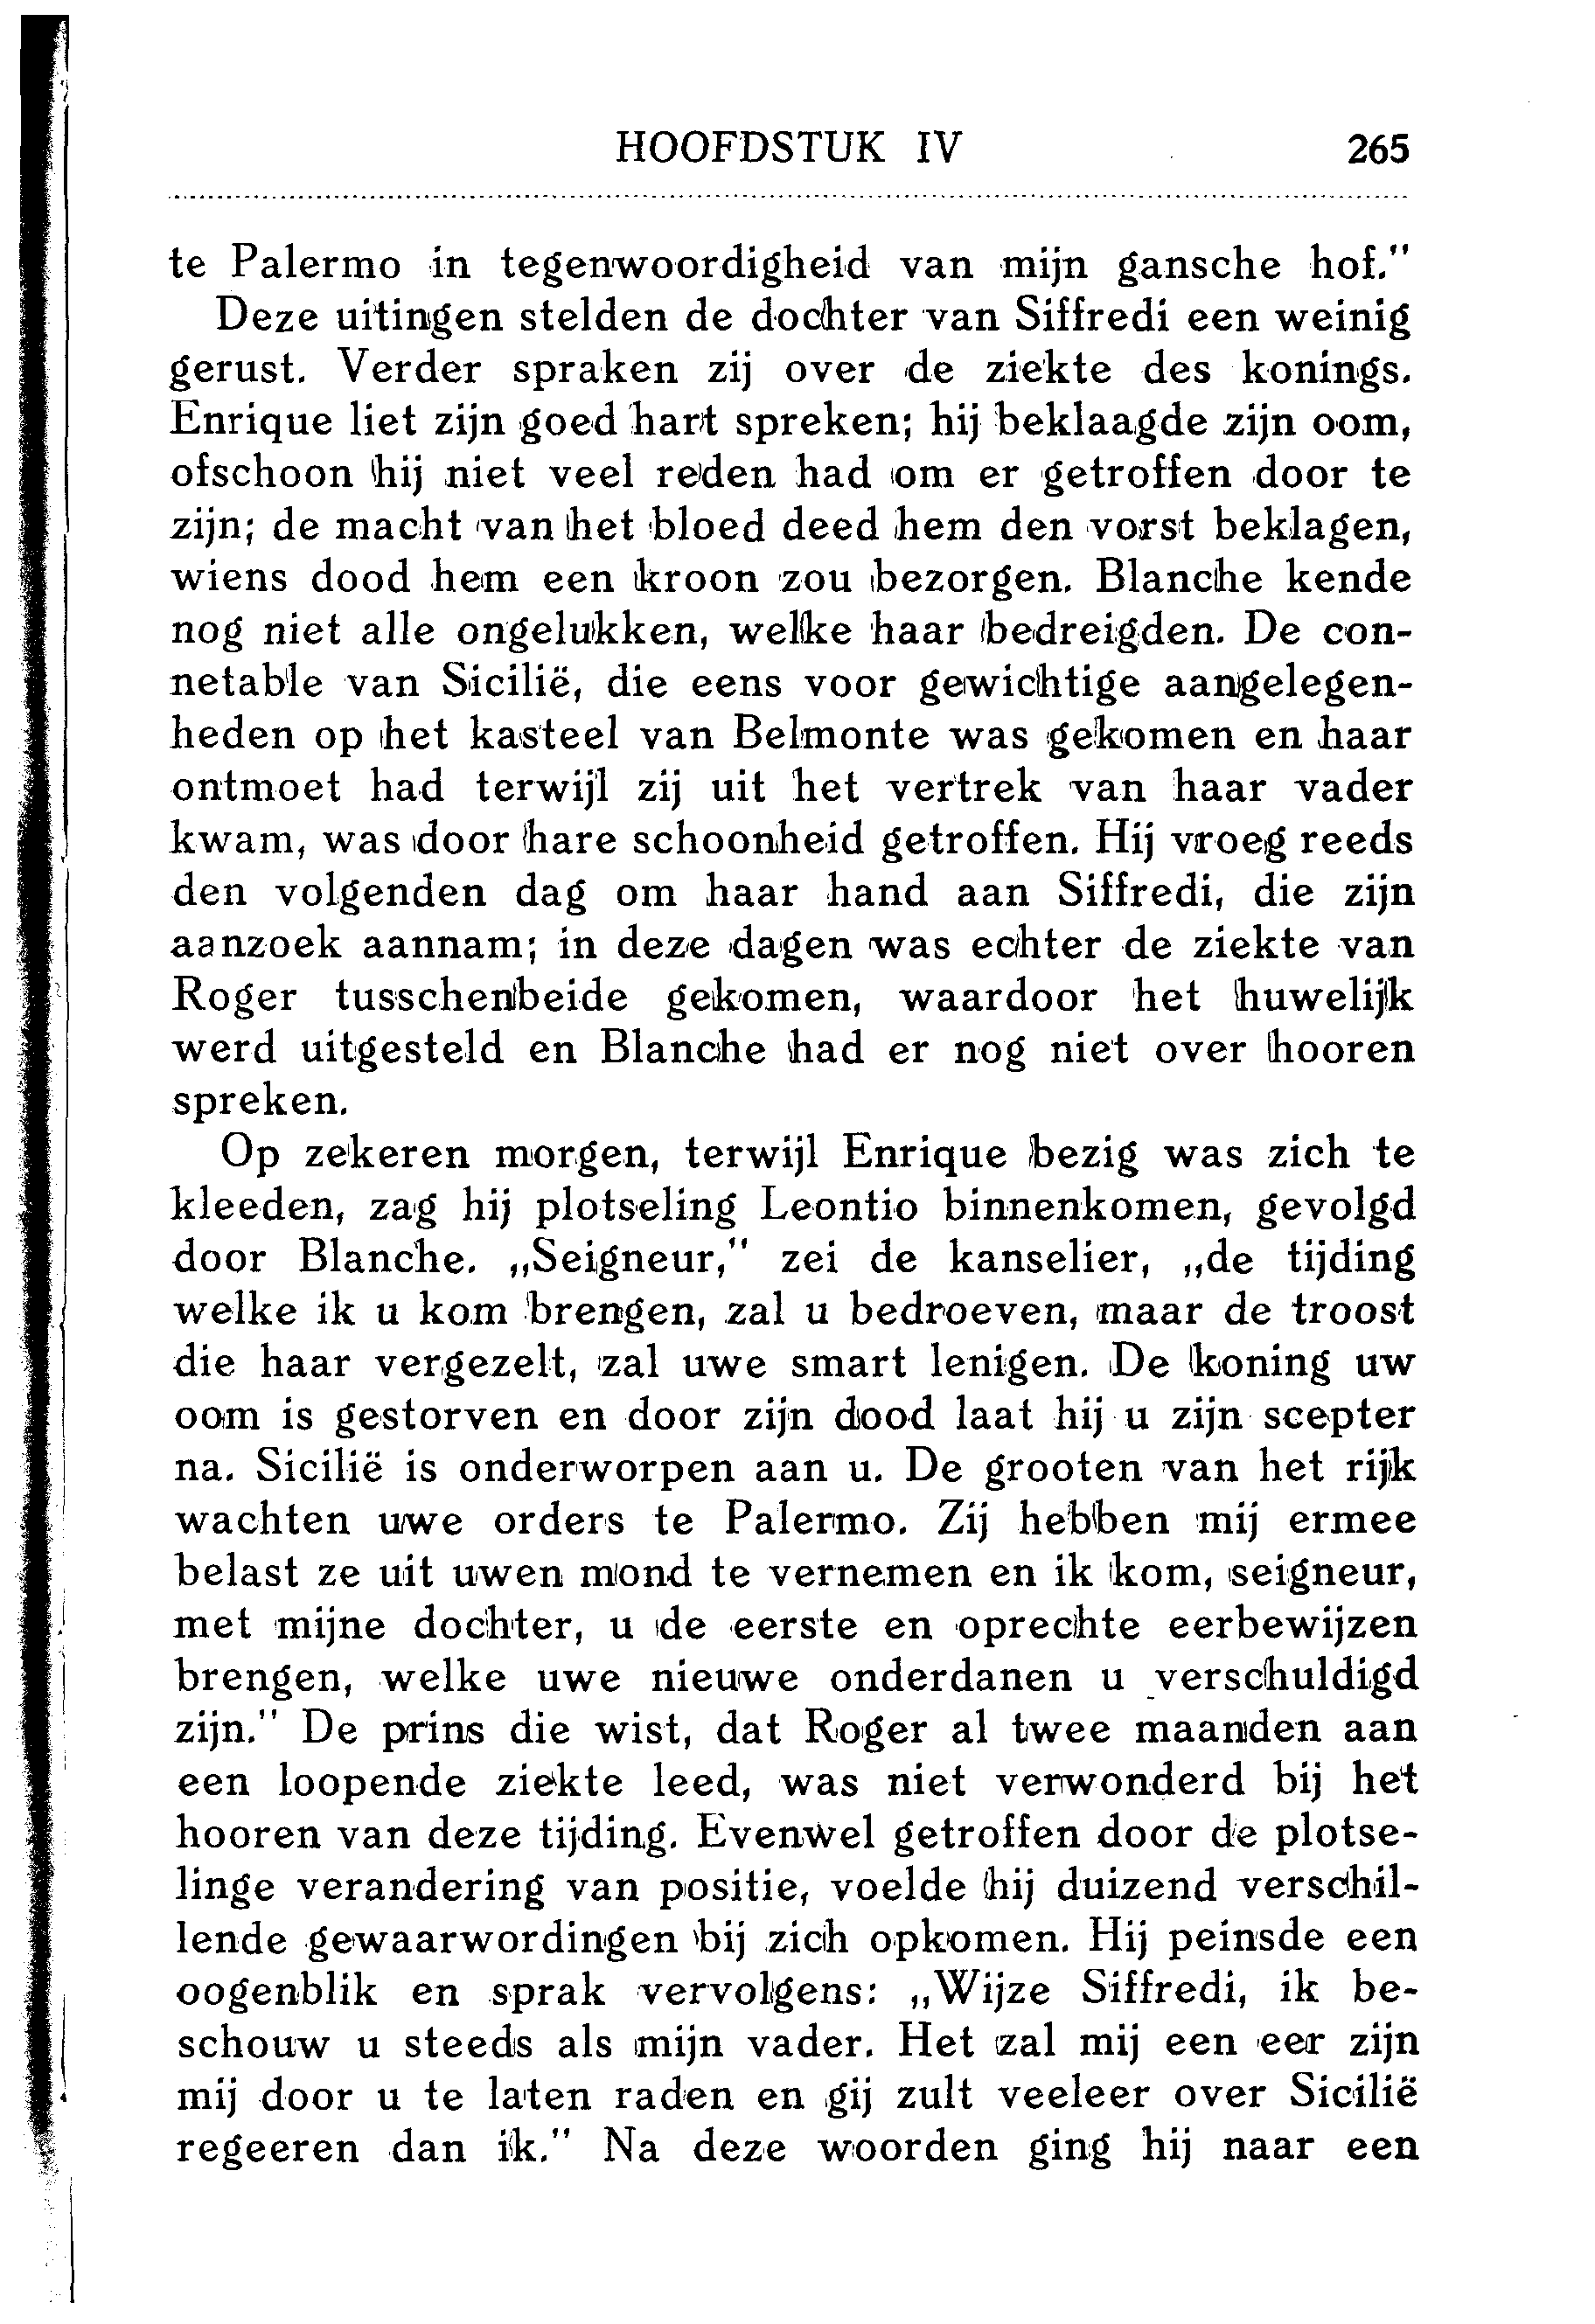 HOOFDSTUK IV 265
te Palermo in tegenwoordigheid van mijn gansche hof."
Deze uitingen stelden de dochter van Siffredi een weinig
gerust. Verder spraken zij over de ziekte des konings.
Enrique liet zijn goed hart spreken; hij beklaagde zijn oom,
ofschoon hij niet veel reden had om er getroffen door te
zijn; de macht van het bloed deed hem den vorst beklagen,
wiens dood hem een kroon zou bezorgen. Blanche kende
nog niet alle ongelukken, welke haar bedreigden. De con-
netable van Sicilië, die eens voor gewichtige aangelegen-
heden op het kasteel van Belmonte was gekomen en haar
ontmoet had terwijl zij uit het vertrek van haar vader
kwam, was door hare schoonheid getroffen. Hij vroeg reeds
den volgenden dag om haar hand aan Siffredi, die zijn
aanzoek aannam; in deze dagen was echter de ziekte van
Roger tusschenbeide gekomen, waardoor het huwelijk
werd uitgesteld en Blanche had er nog niet over hooren
spreken.
Op zekeren morgen, terwijl Enrique bezig was zich te
kleeden, zag hij plotseling Leontio binnenkomen, gevolgd
door Blanche. „Seigneur," zei de kanselier, „de tijding
welke ik u kom brengen, zal u bedroeven, maar de troost
die haar vergezelt, zal uwe smart lenigen. De koning uw
oom is gestorven en door zijn dood laat hij u zijn scepter
na. Sicilië is onderworpen aan u. De grooten van het rijk
wachten uwe orders te Palermo. Zij hebben mij ermee
belast ze uit uwen mond te vernemen en ik kom, seigneur,
met mijne dochter, u de eerste en oprechte eerbewijzen
brengen, welke uwe nieuwe onderdanen u verschuldigd
zijn." De prins die wist, dat Roger al twee maanden aan
een loopende ziekte leed, was niet verwonderd bij het
hooren van deze tijding. Evenwel getroffen door de plotse-
linge verandering van positie, voelde hij duizend verschil-
lende gewaarwordingen bij zich opkomen. Hij peinsde een
oogenblik en sprak vervolgens: „Wijze Siffredi, ik be-
schouw u steeds als mijn vader. Het zal mij een eer zijn
mij door u te laten raden en gij zult veeleer over Sicilië
regeeren dan ik." Na deze woorden ging hij naar een